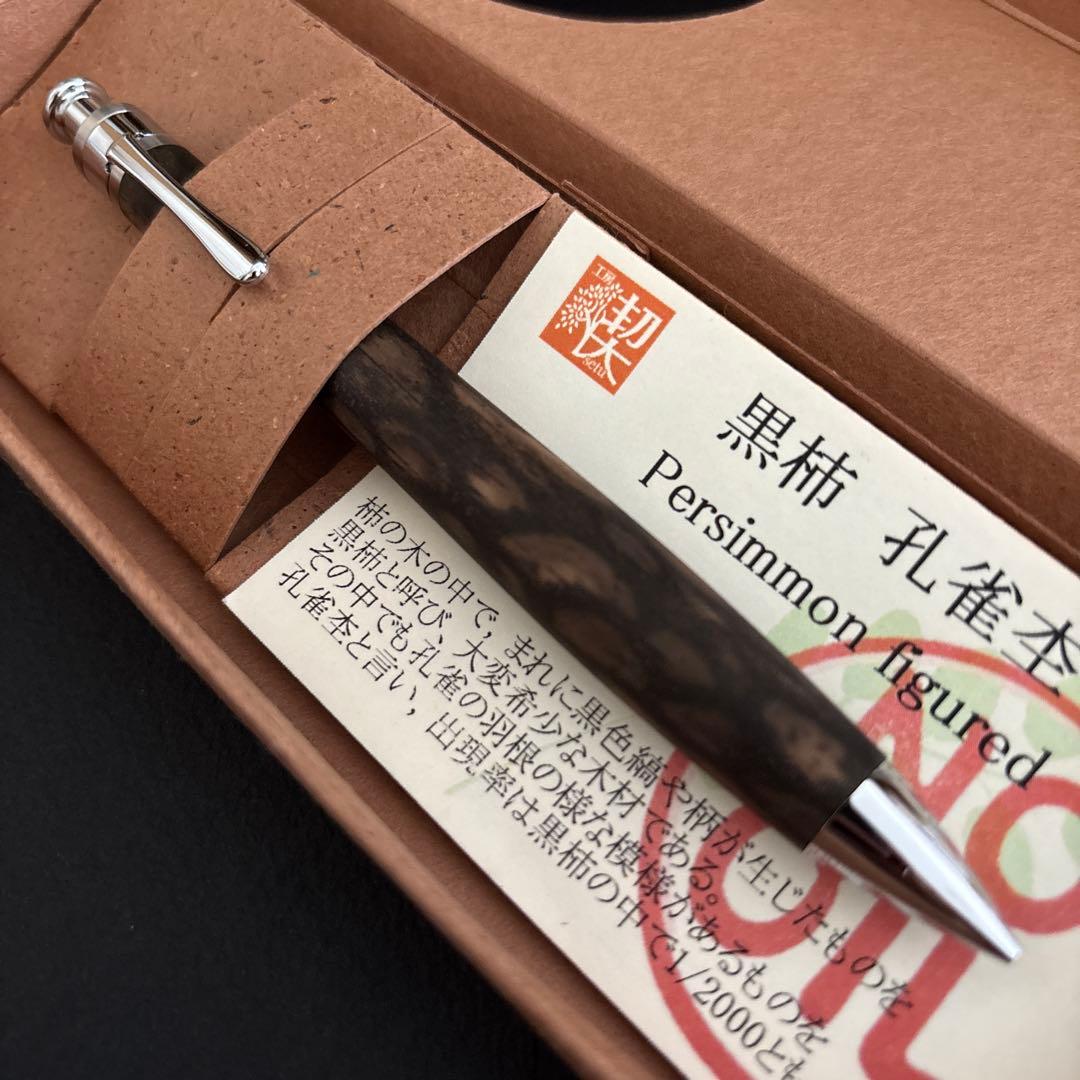 工房
楔
setu
黒柿 孔雀杢
Persimmon figured
柿の木の中で，まれに黒色縞や柄が生じたものを
黒柿と呼び、大変希少な木材である。
その中でも孔雀の羽根の様な模様があるものを
孔雀杢と言い，出現率は黒柿の中で1/2000とも
NO
OIL